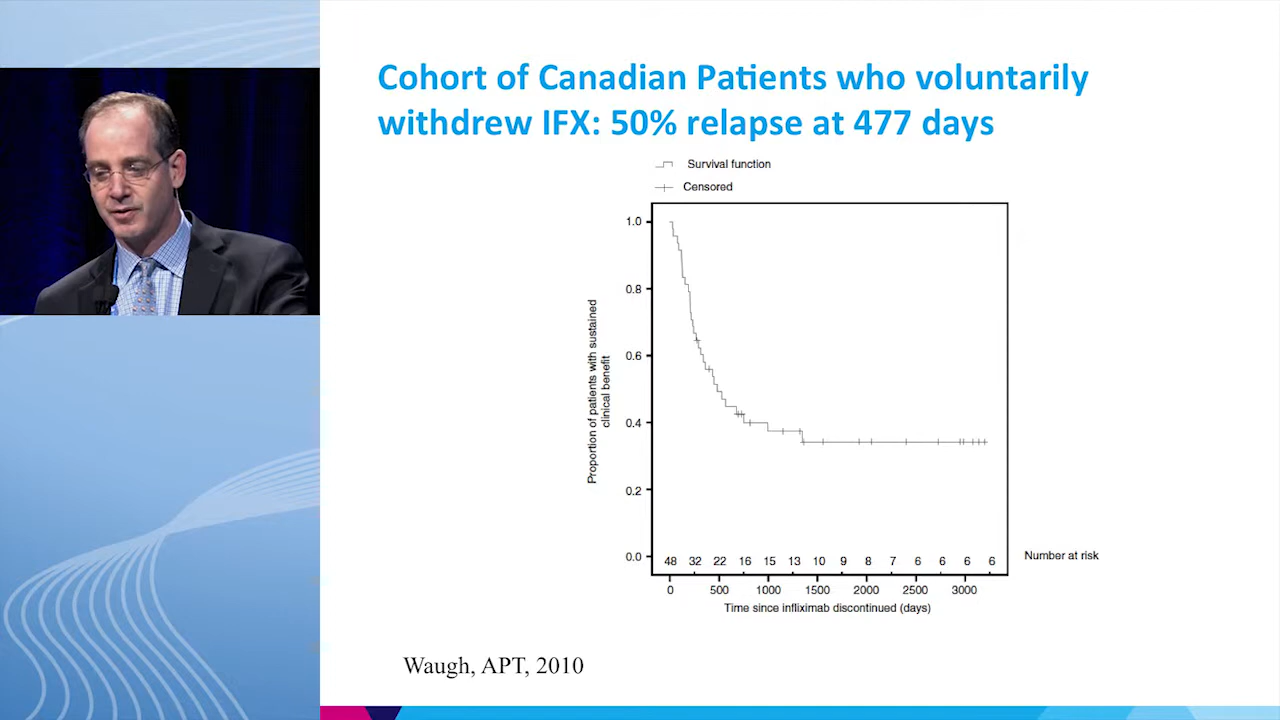 Cohort of Canadian Patients who voluntarily
withdrew IFX: 50% relapse at 477 days
Survival function
Censored
1.0
0.8
0.6
0.4
0.2
0.0
Proportion of patients with sustained
clinical benefit
48 32 22 16 15 13 10 9 8 7 6 6 6 6
Number at risk
0 500 1000 1500 2000 2500 3000
Time since infliximab discontinued (days)
Waugh, APT, 2010